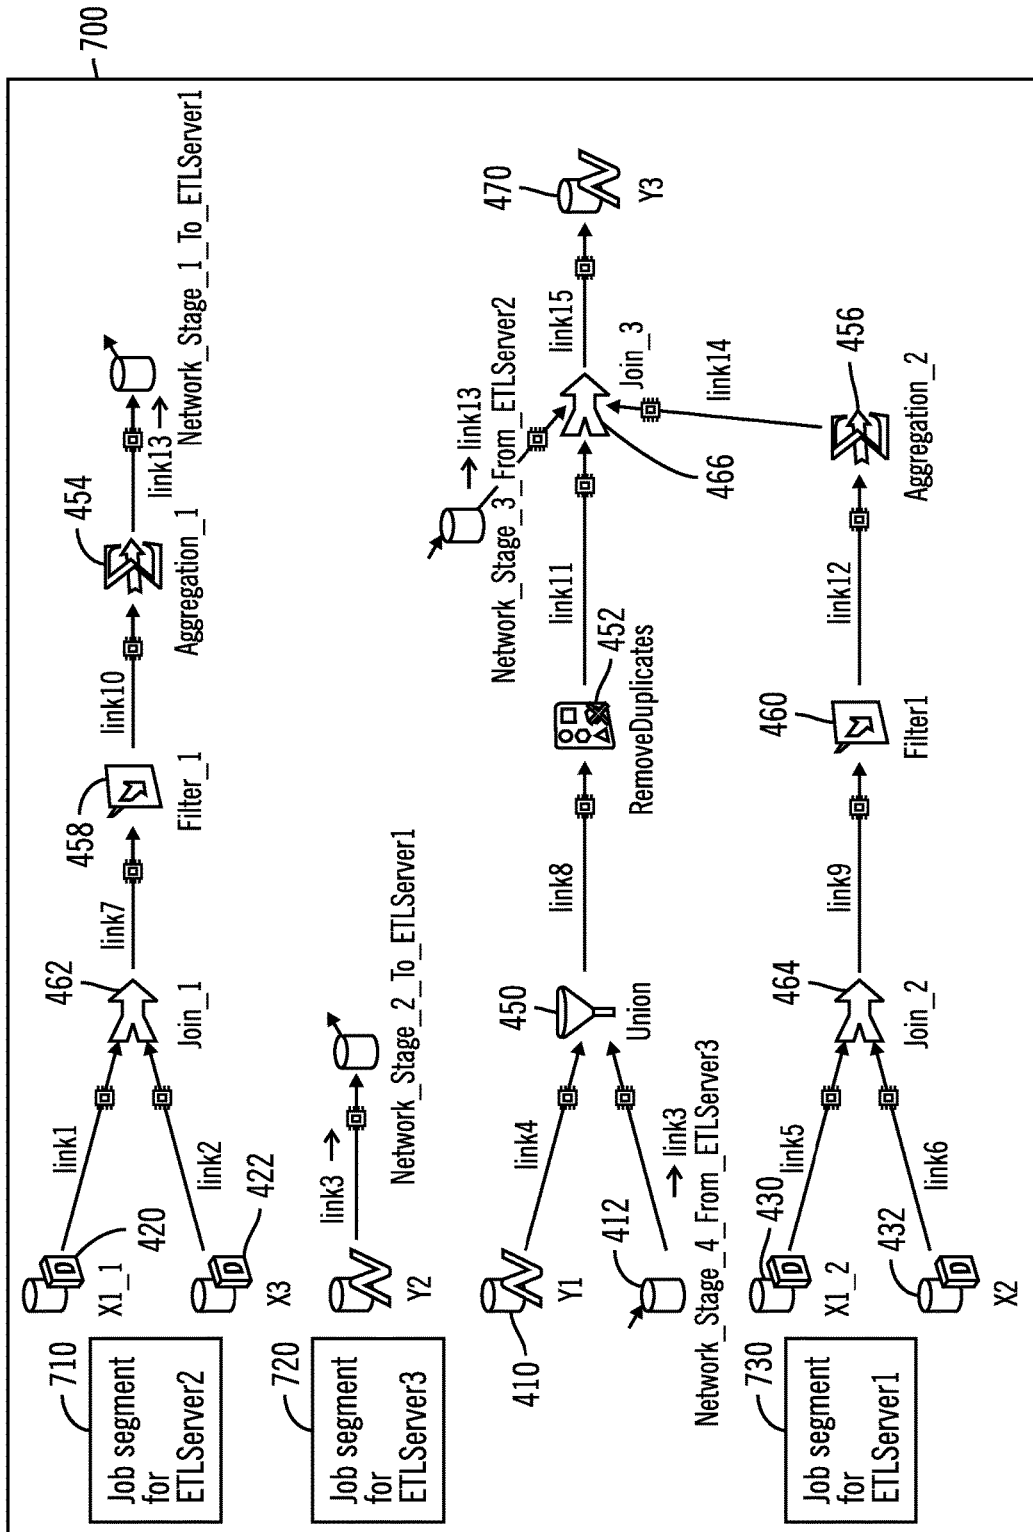 700
710
Job segment
for
ETLServer2
420
X1_1
422
X3
link1
link2
462
Join_1
link7
458
Filter_1
link10
454
Aggregation_1
link13 →
Network_Stage_1_To_ETLServer1
720
Job segment
for
ETLServer3
Y2
link3 →
Network_Stage_2_To_ETLServer1
410
Y1
412
→ link3
Network_Stage_4_From_ETLServer3
link4
450
Union
link8
452
RemoveDuplicates
link11
→ link13
Network_Stage_3_From_ETLServer2
466
Join_3
link15
470
Y3
link14
730
Job segment
for
ETLServer1
430
X1_2
432
X2
link5
link6
464
Join_2
link9
460
Filter1
link12
456
Aggregation_2
D
D
D
D